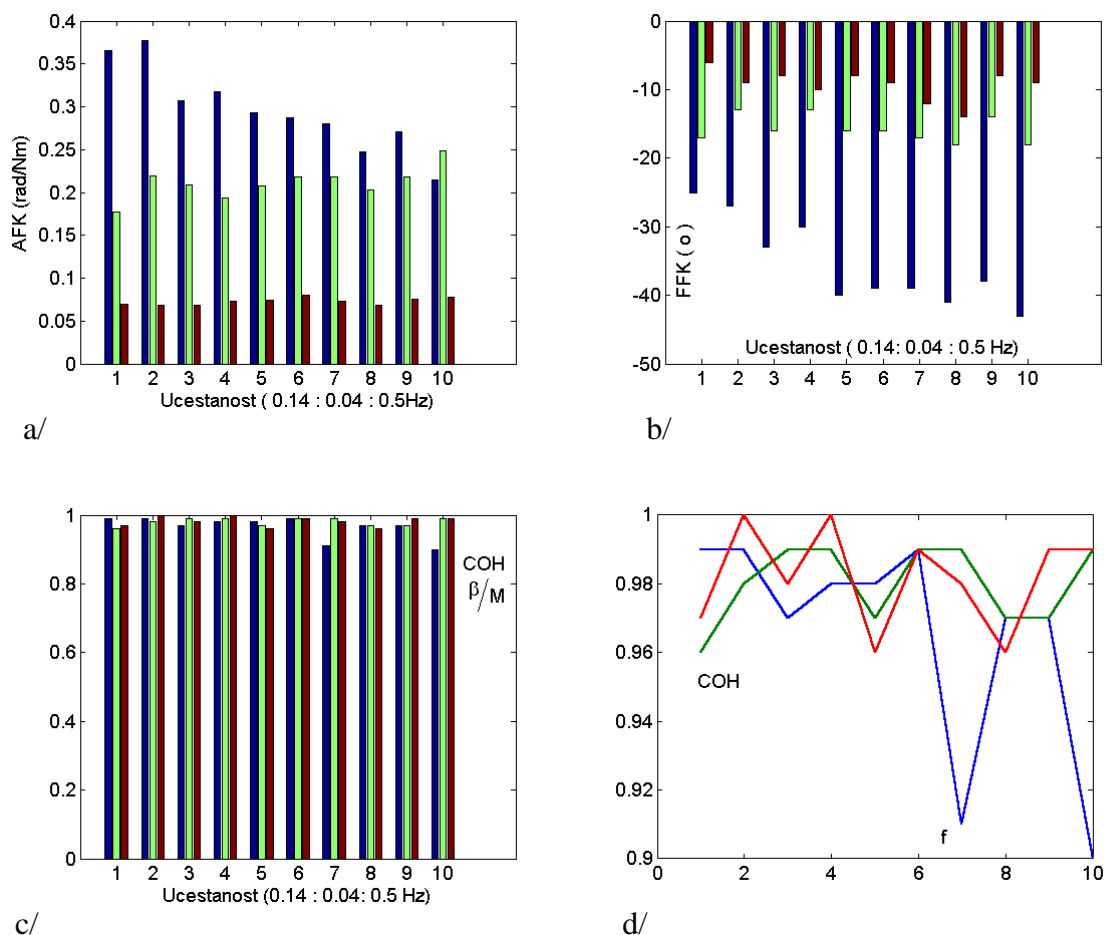 0.4
0.35
0.3
0.25
0.2
0.15
0.1
0.05
0
AFK (rad/Nm)
1 2 3 4 5 6 7 8 9 10
Ucestanost ( 0.14 : 0.04 : 0.5Hz)
a/
0
-10
-20
-30
-40
-50
FFK ( o )
Ucestanost ( 0.14: 0.04 : 0.5 Hz)
1 2 3 4 5 6 7 8 9 10
b/
1
0.8
0.6
0.4
0.2
0
COH
β/M
1 2 3 4 5 6 7 8 9 10
Ucestanost (0.14 : 0.04: 0.5 Hz)
c/
1
0.98
0.96
0.94
0.92
0.9
COH
f
0 2 4 6 8 10
d/